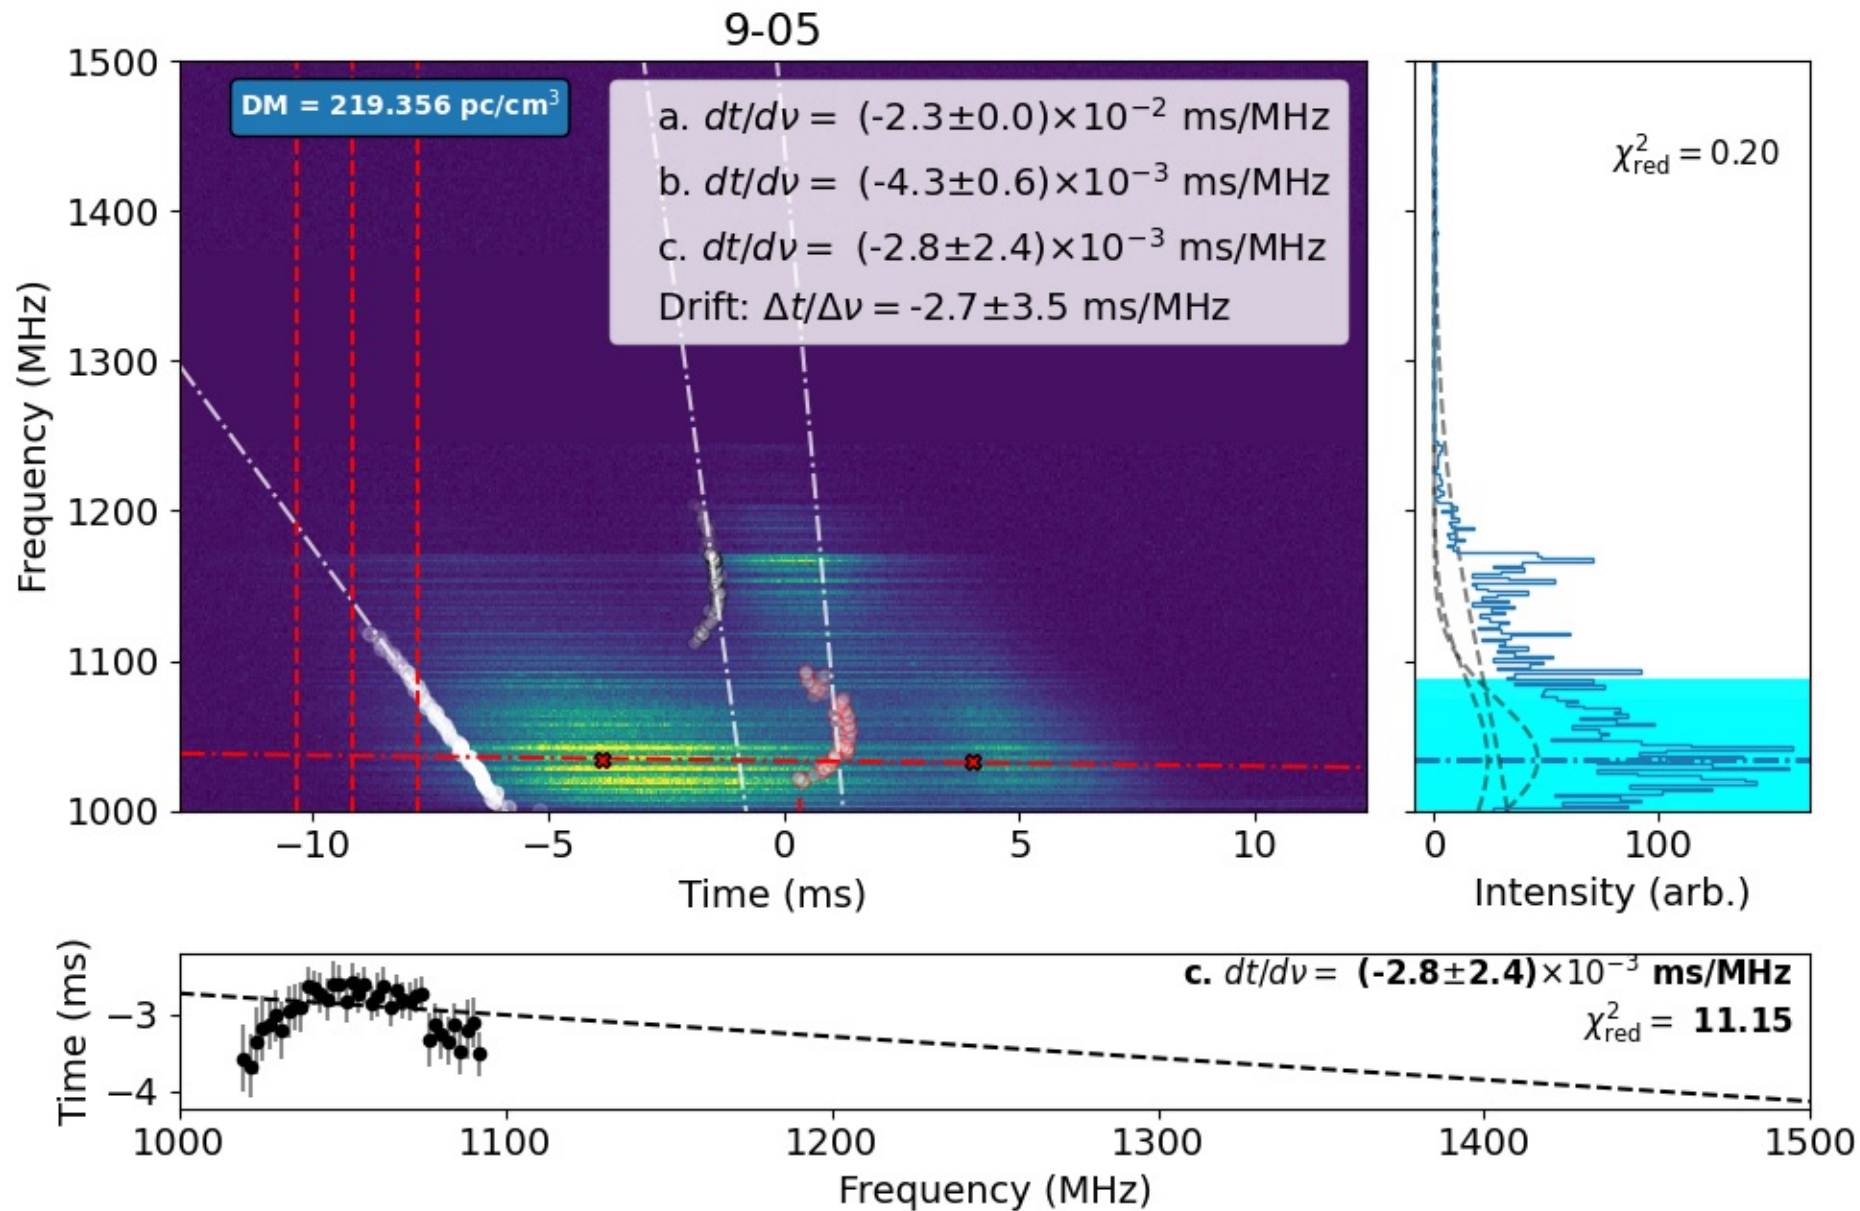 9-05
DM = 219.356 pc/cm³
a. dt/dν = (-2.3±0.0)×10⁻² ms/MHz
b. dt/dν = (-4.3±0.6)×10⁻³ ms/MHz
c. dt/dν = (-2.8±2.4)×10⁻³ ms/MHz
Drift: Δt/Δν = -2.7±3.5 ms/MHz
χ²red = 0.20
1500
1400
1300
1200
1100
1000
Frequency (MHz)
−10 −5 0 5 10
Time (ms)
0 100
Intensity (arb.)
c. dt/dν = (-2.8±2.4)×10⁻³ ms/MHz
χ²red = 11.15
−3
−4
Time (ms)
1000 1100 1200 1300 1400 1500
Frequency (MHz)